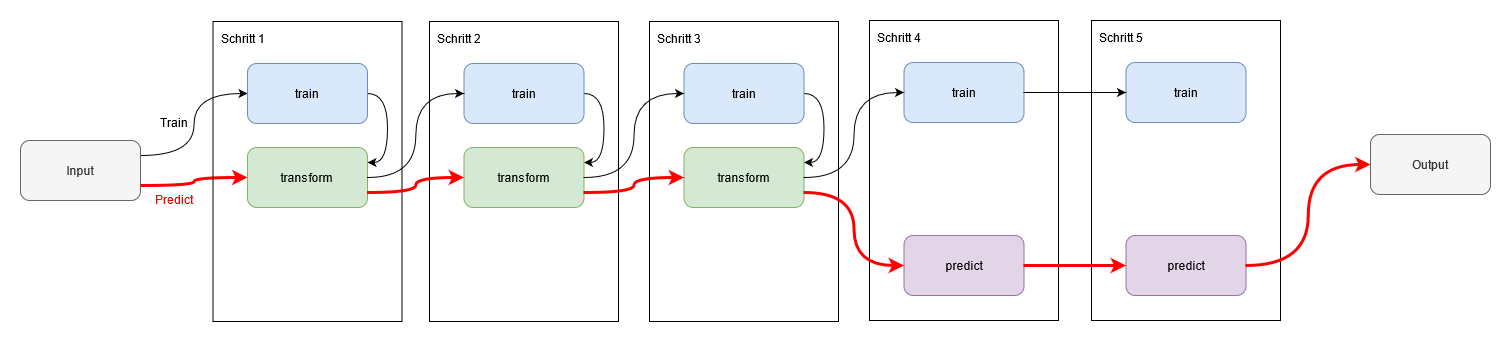 Schritt 1
Schritt 2
Schritt 3
Schritt 4
Schritt 5
train
train
train
train
train
Train
Input
Output
transform
transform
transform
Predict
predict
predict